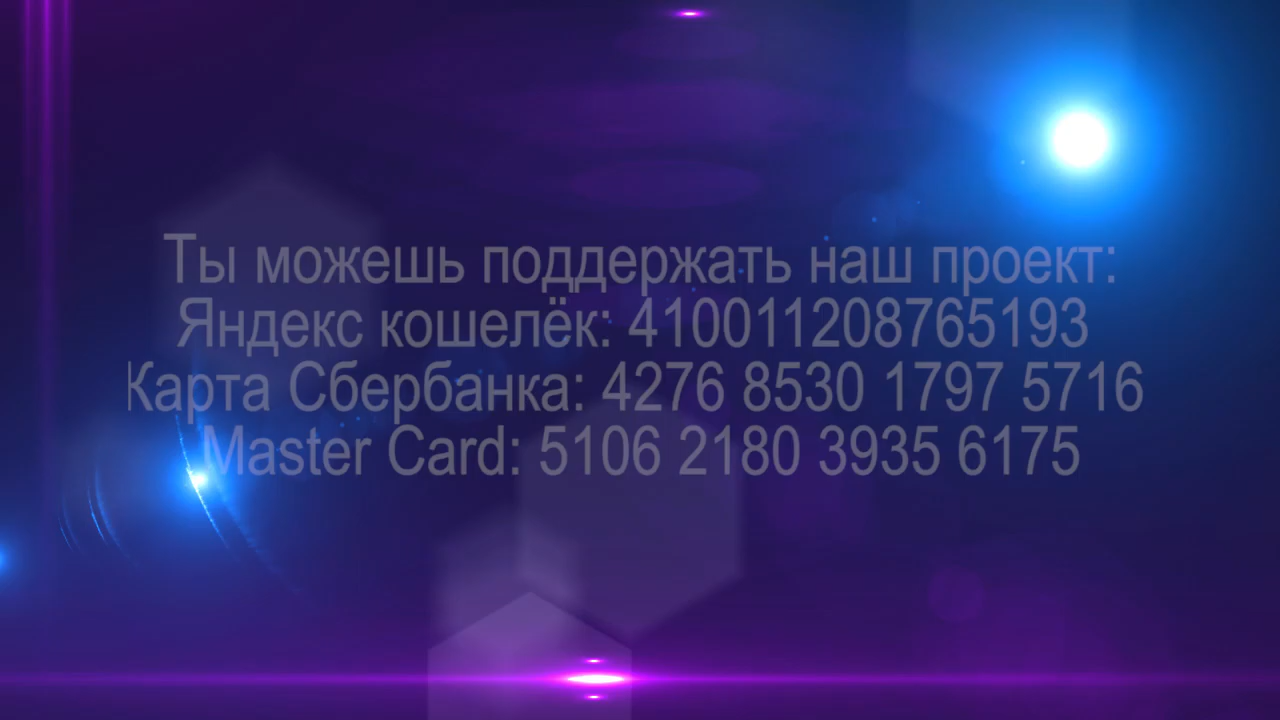 Ты можешь поддержать наш проект:
Яндекс кошелёк: 410011208765193
Карта Сбербанка: 4276 8530 1797 5716
Master Card: 5106 2180 3935 6175